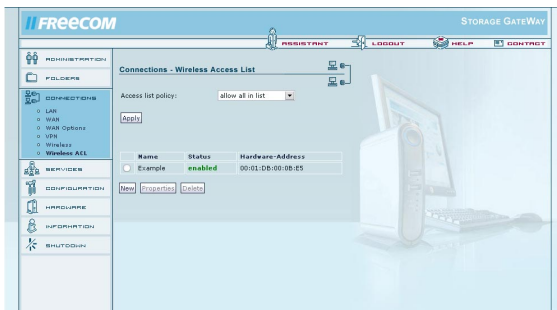 FREECOM
STORAGE GATEWAY
ASSISTANT LOGOUT HELP CONTACT
ADMINISTRATION
FOLDERS
CONNECTIONS
LAN
WAN
WAN Options
VPN
Wireless
Wireless ACL
SERVICES
CONFIGURATION
HARDWARE
INFORMATION
SHUTDOWN
Connections - Wireless Access List
Access list policy: allow all in list
Apply
Name Status Hardware-Address
Example enabled 00:01:DB:00:0B:E5
New Properties Delete